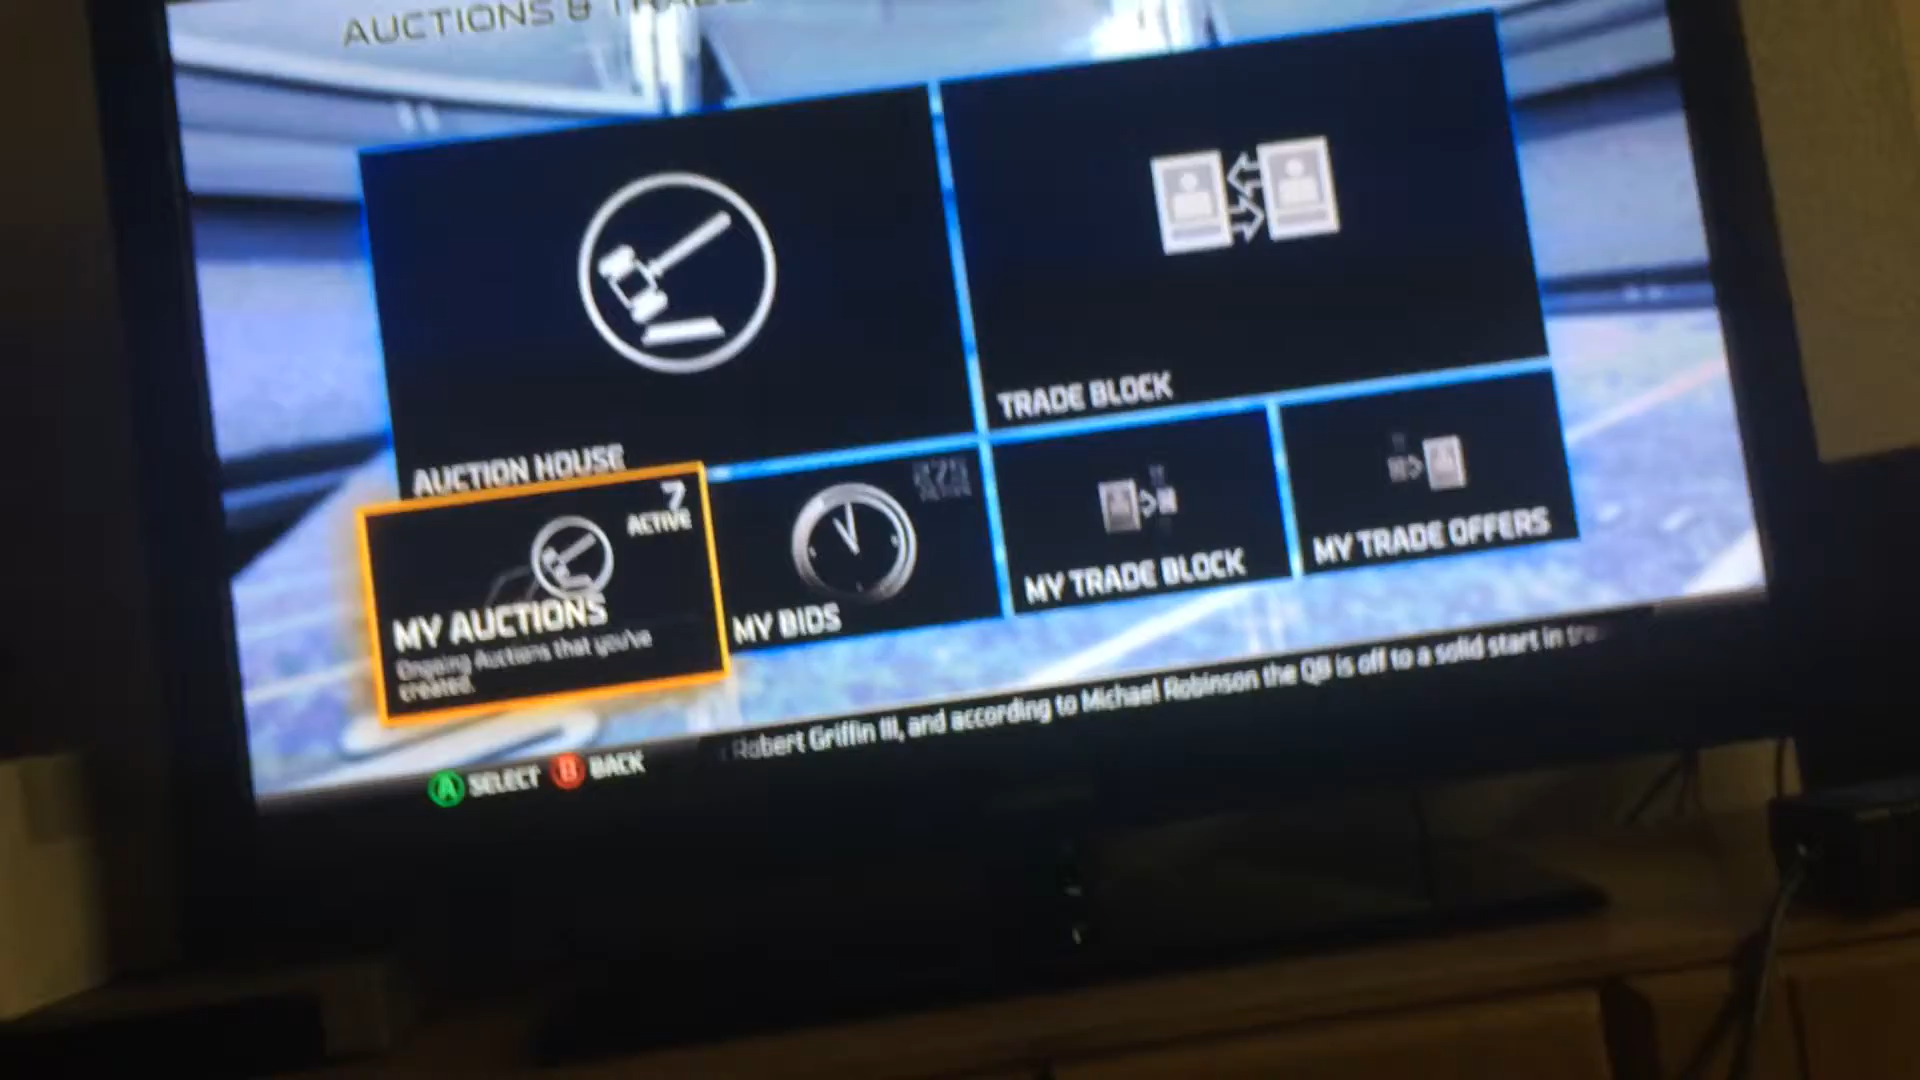 AUCTIONS &
TRADE BLOCK
AUCTION HOUSE
7
ACTIVE
MY AUCTIONS
Ongoing Auctions that you've
created.
MY BIDS
MY TRADE BLOCK
MY TRADE OFFERS
Robert Griffin III, and according to Michael Robinson the QB is off to a solid start in
A SELECT B BACK